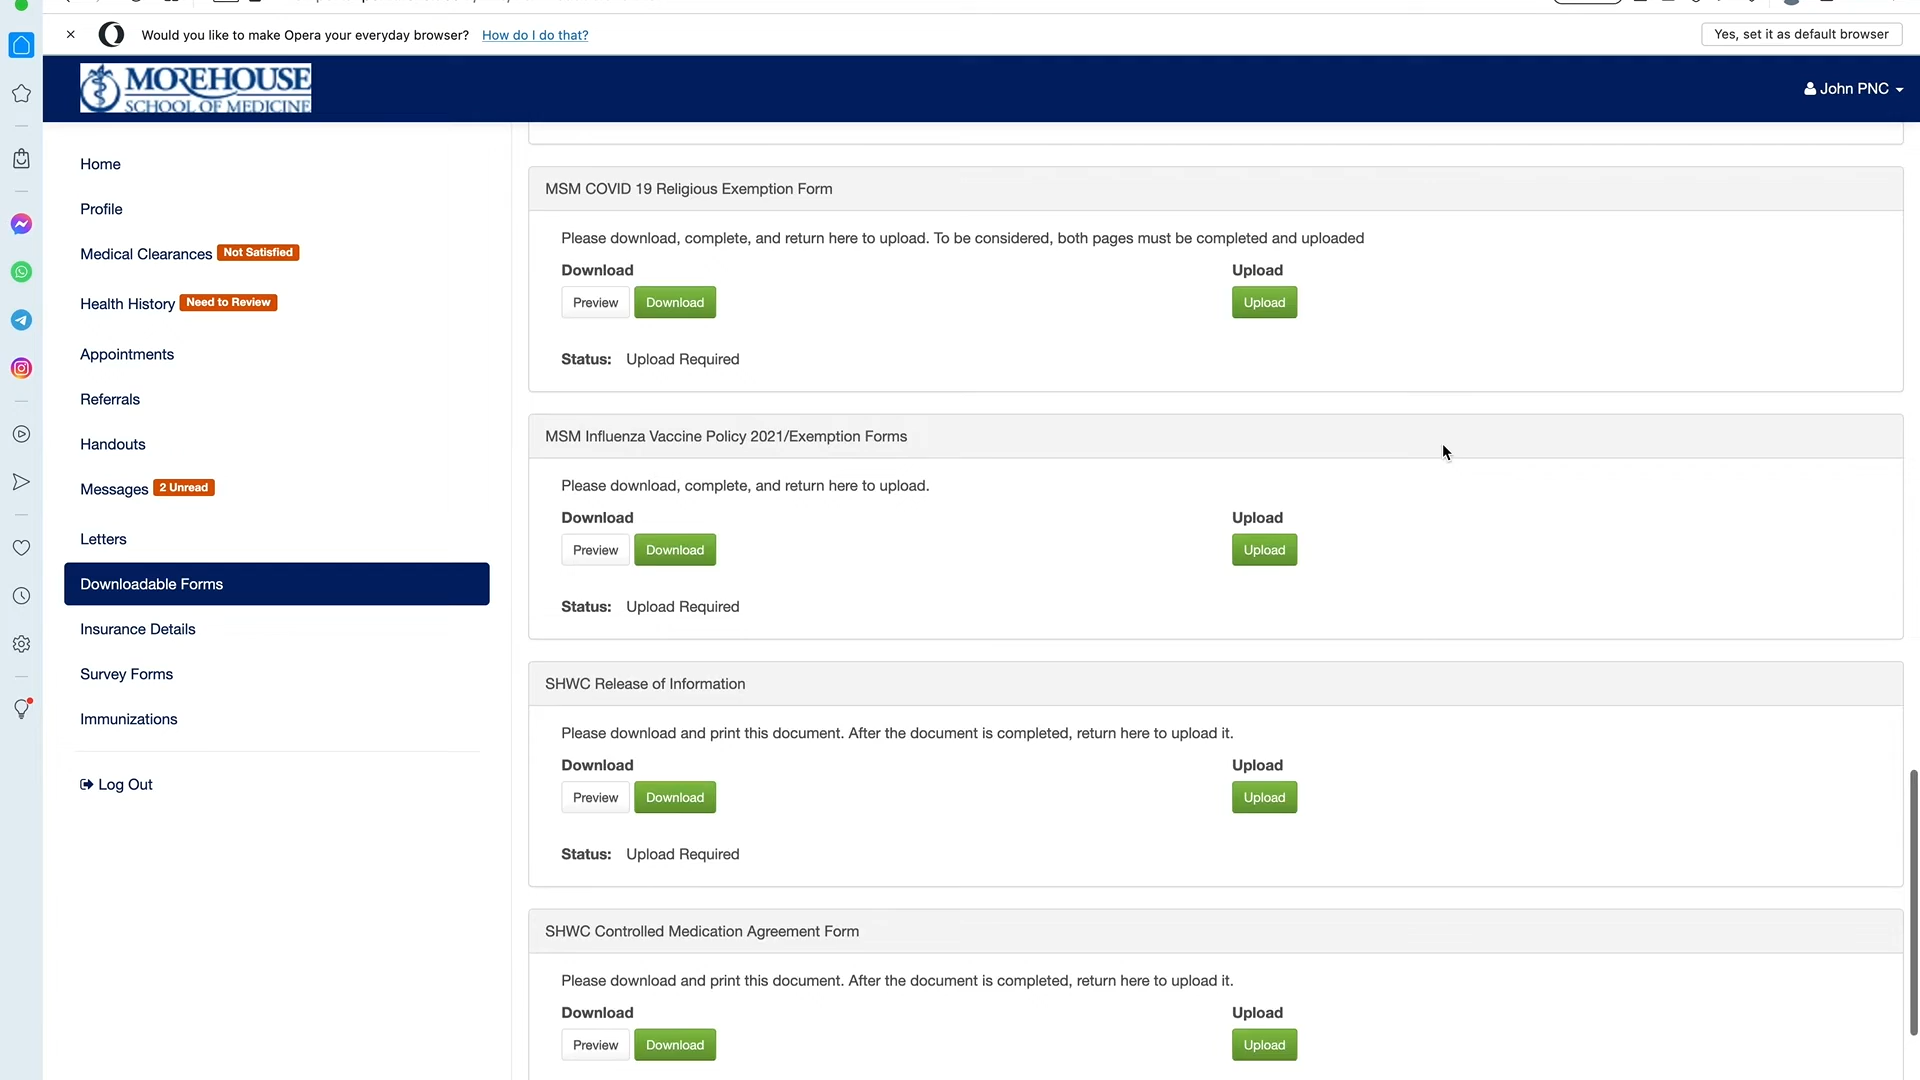 Would you like to make Opera your everyday browser? How do I do that?
Yes, set it as default browser
MOREHOUSE
SCHOOL OF MEDICINE
John PNC
Home
Profile
Medical Clearances Not Satisfied
Health History Need to Review
Appointments
Referrals
Handouts
Messages 2 Unread
Letters
Downloadable Forms
Insurance Details
Survey Forms
Immunizations
Log Out
MSM COVID 19 Religious Exemption Form
Please download, complete, and return here to upload. To be considered, both pages must be completed and uploaded
Download Upload
Preview Download Upload
Status: Upload Required
MSM Influenza Vaccine Policy 2021/Exemption Forms
Please download, complete, and return here to upload.
Download Upload
Preview Download Upload
Status: Upload Required
SHWC Release of Information
Please download and print this document. After the document is completed, return here to upload it.
Download Upload
Preview Download Upload
Status: Upload Required
SHWC Controlled Medication Agreement Form
Please download and print this document. After the document is completed, return here to upload it.
Download Upload
Preview Download Upload